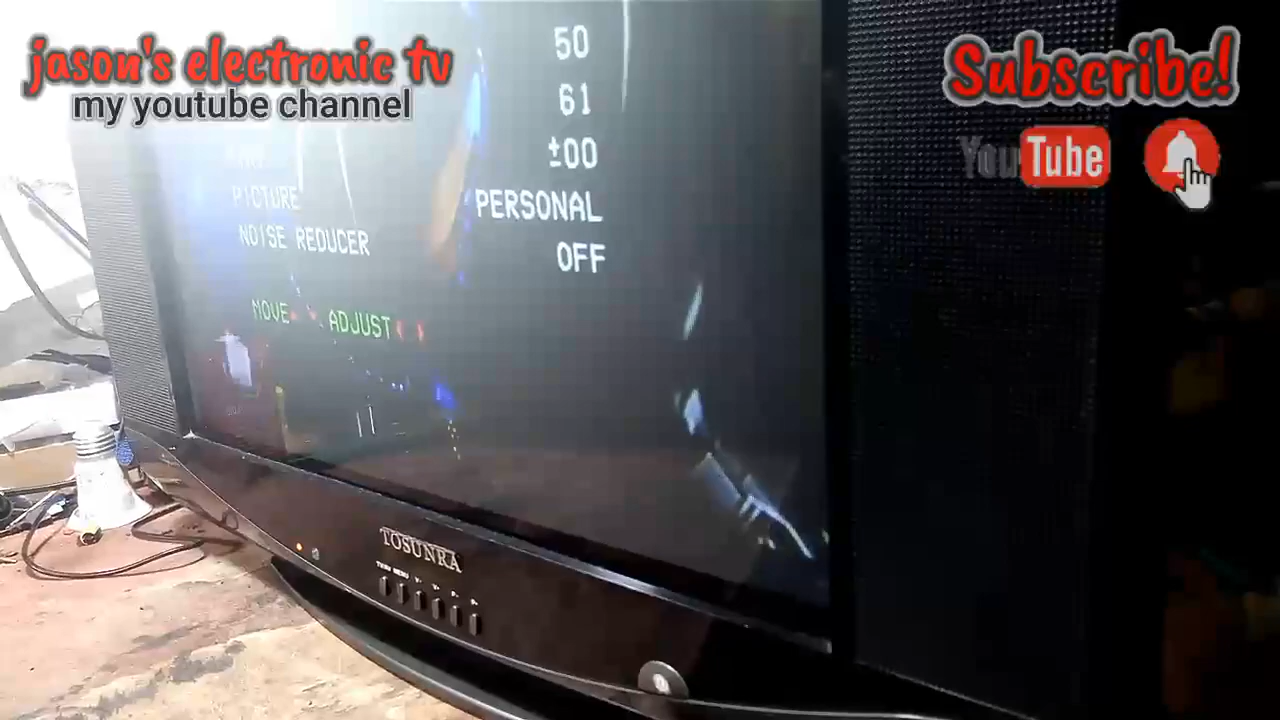 jason's electronic tv
my youtube channel
Subscribe!
YouTube
50
61
±00
PICTURE PERSONAL
NOISE REDUCER OFF
MOVE ADJUST
TOSUNRA
MENU